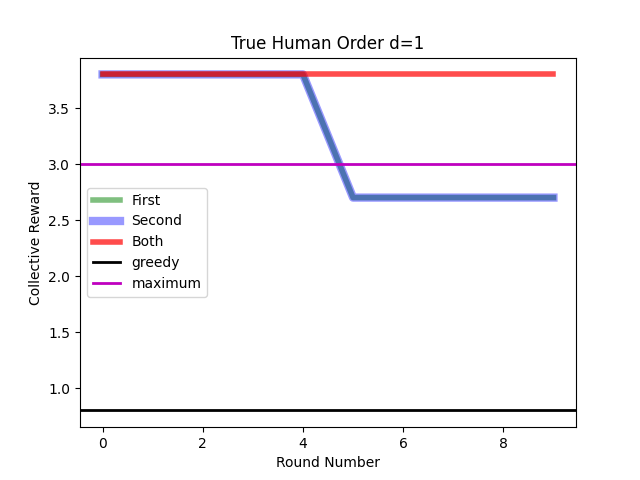 True Human Order d=1
Collective Reward
3.5
3.0
2.5
2.0
1.5
1.0
First
Second
Both
greedy
maximum
0 2 4 6 8
Round Number